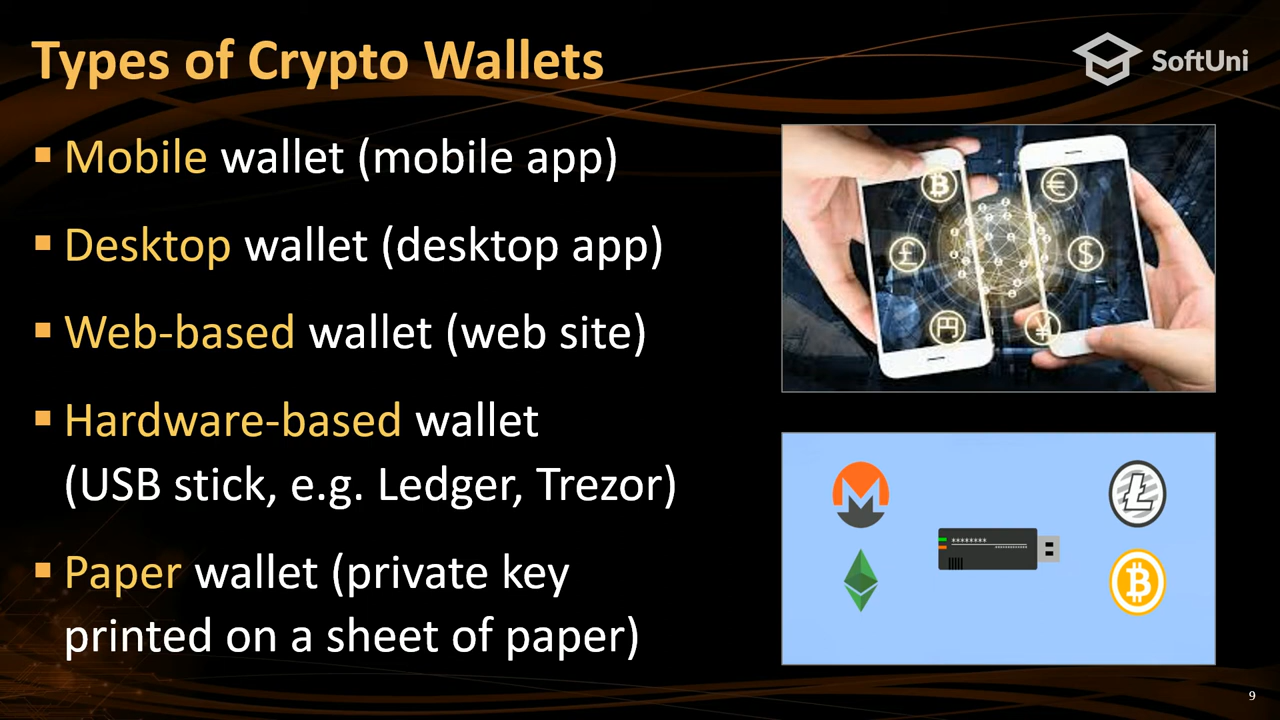 Types of Crypto Wallets
SoftUni
▪ Mobile wallet (mobile app)
▪ Desktop wallet (desktop app)
▪ Web-based wallet (web site)
▪ Hardware-based wallet
(USB stick, e.g. Ledger, Trezor)
▪ Paper wallet (private key
printed on a sheet of paper)
9